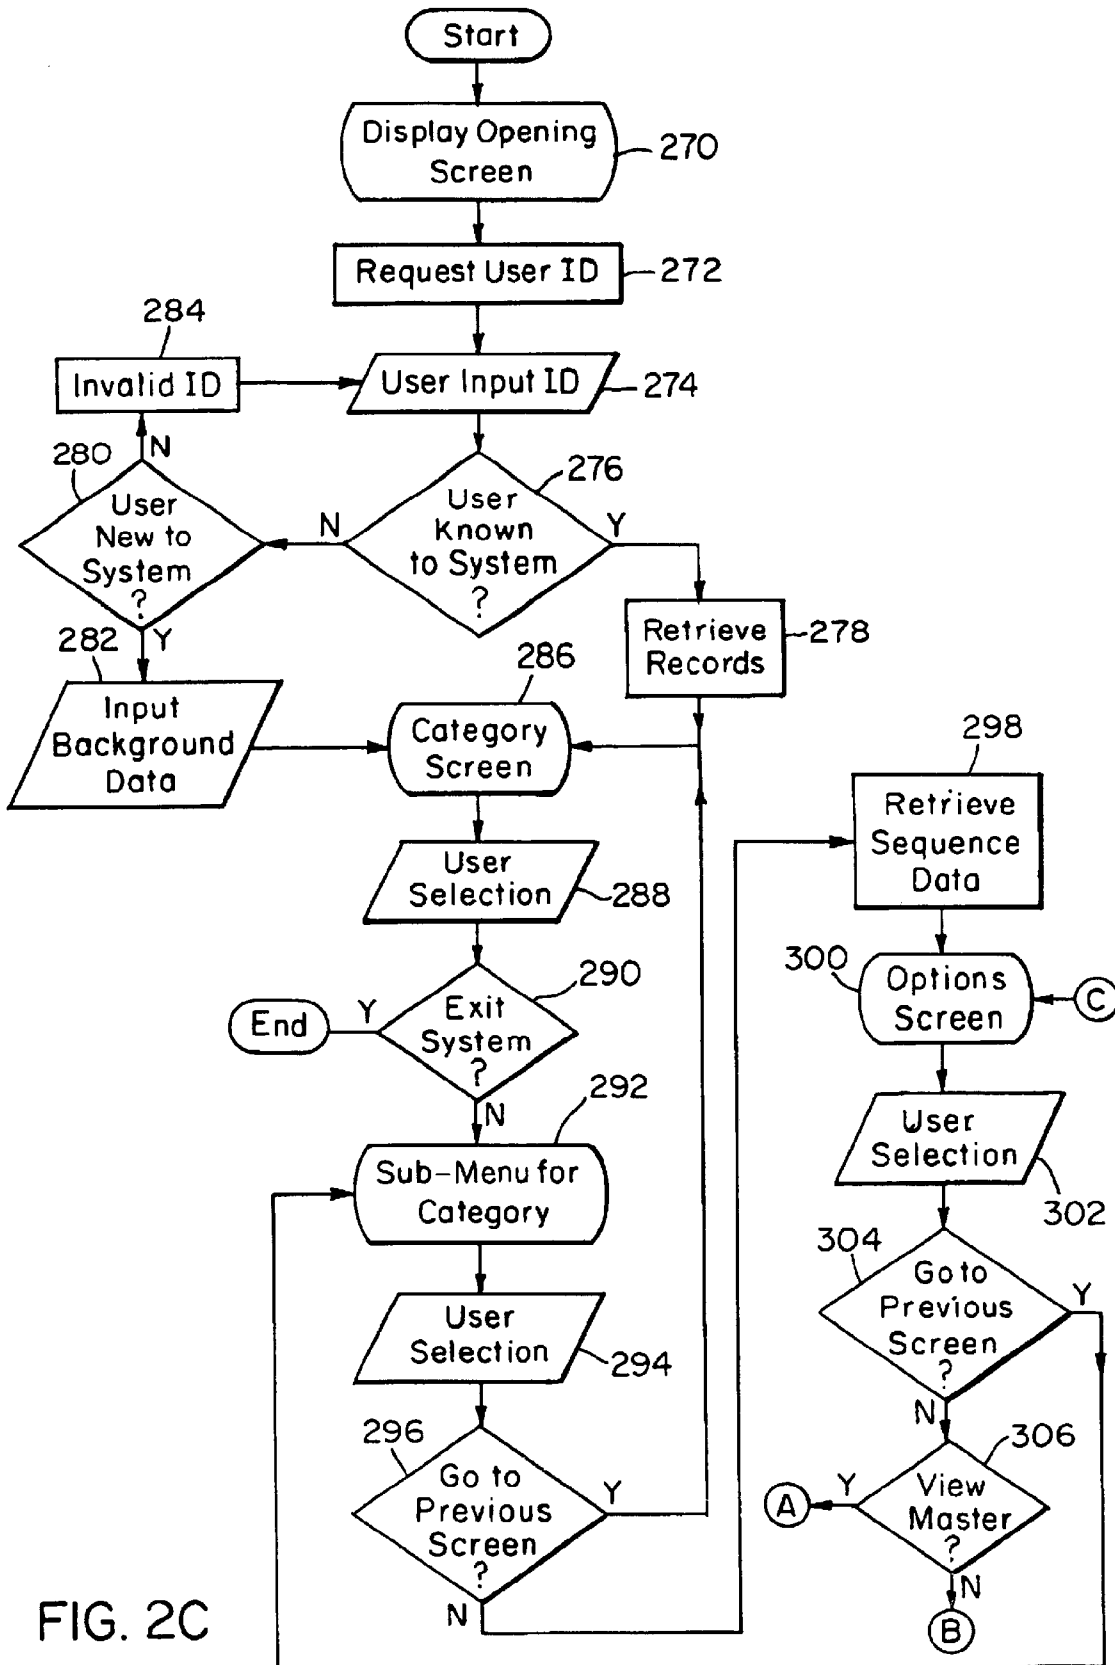 Start
Display Opening
Screen
270
Request User ID
272
284
Invalid ID
User Input ID
274
280
N
276
User
New to
System
?
N
User
Known
to System
?
Y
282
Y
Retrieve
Records
278
Input
Background
Data
286
Category
Screen
298
Retrieve
Sequence
Data
User
Selection
288
300
Options
Screen
C
290
End
Y
Exit
System
?
N
292
User
Selection
302
Sub-Menu for
Category
304
Go to
Previous
Screen
?
Y
N
User
Selection
294
296
Go to
Previous
Screen
?
Y
N
306
A
Y
View
Master
?
N
B
FIG. 2C